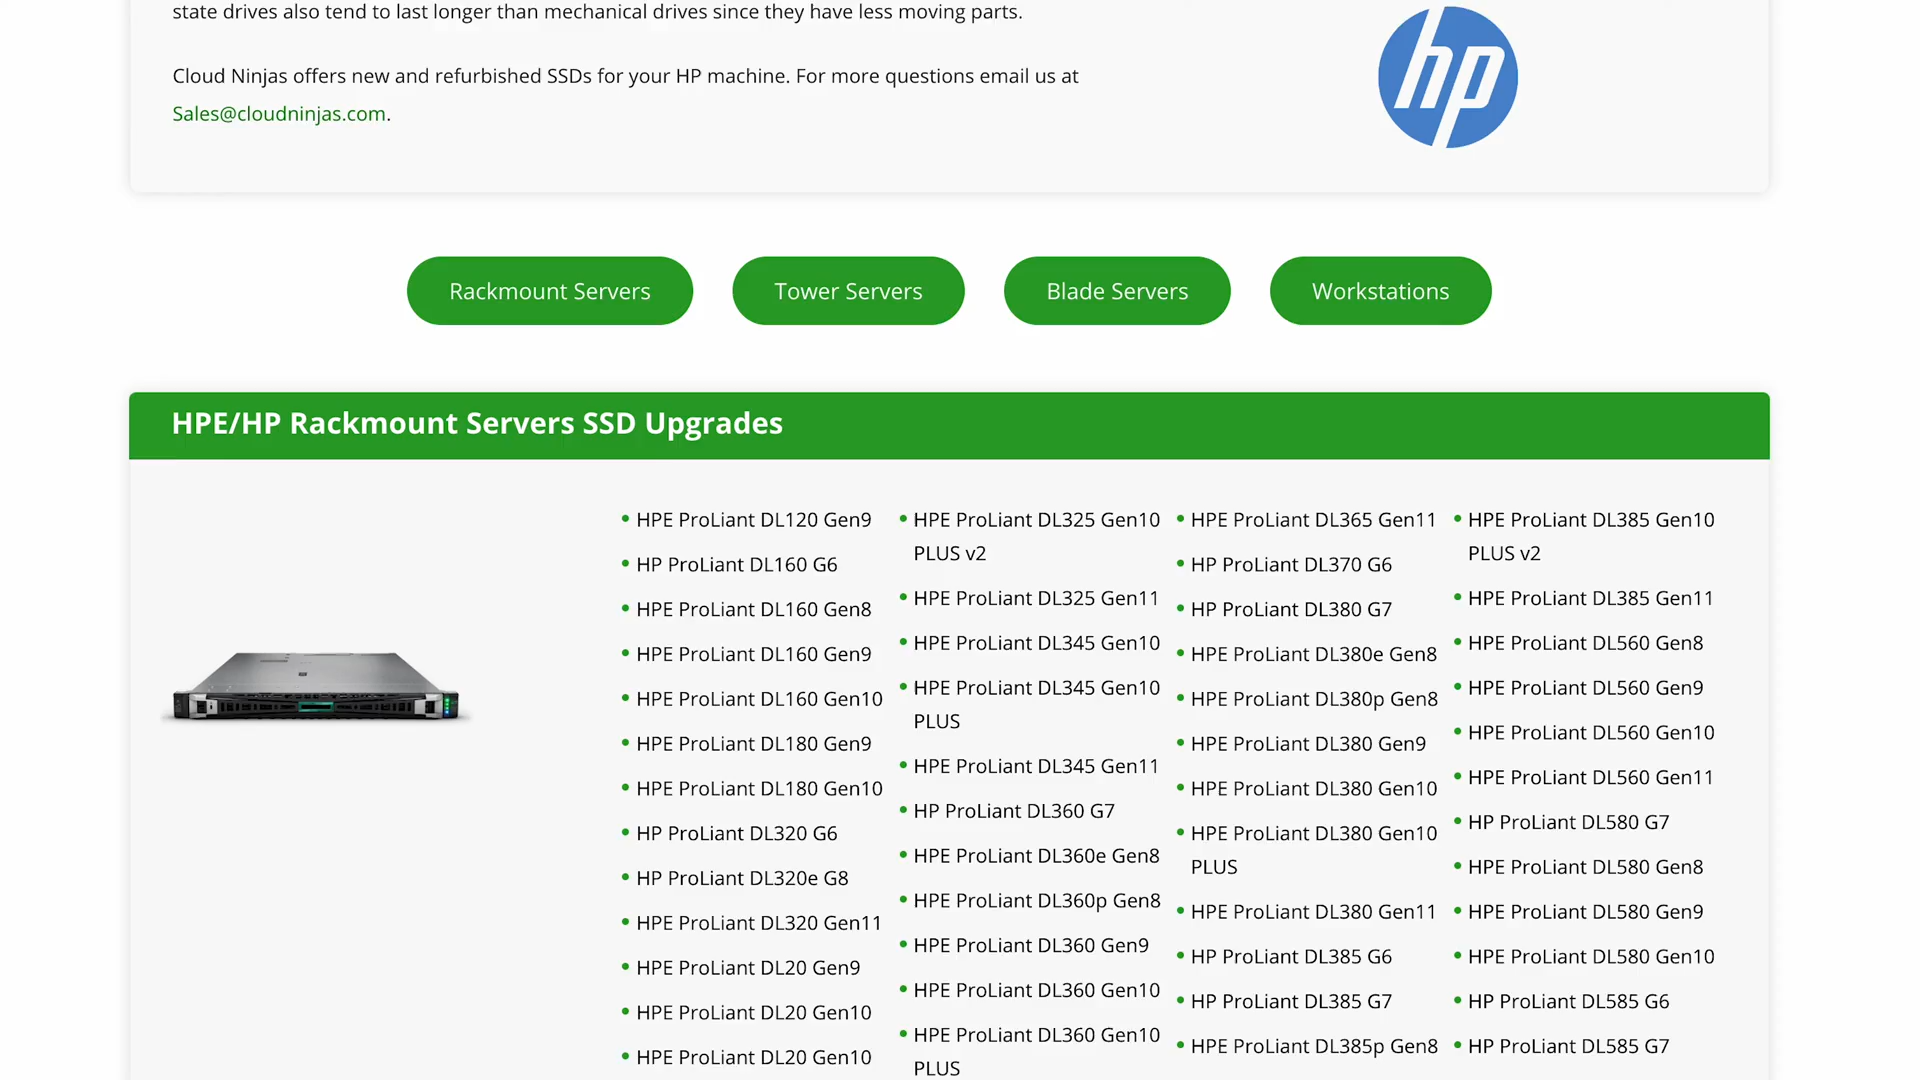 state drives also tend to last longer than mechanical drives since they have less moving parts.
Cloud Ninjas offers new and refurbished SSDs for your HP machine. For more questions email us at
Sales@cloudninjas.com.
hp
Rackmount Servers
Tower Servers
Blade Servers
Workstations
HPE/HP Rackmount Servers SSD Upgrades
HPE ProLiant DL120 Gen9
HP ProLiant DL160 G6
HPE ProLiant DL160 Gen8
HPE ProLiant DL160 Gen9
HPE ProLiant DL160 Gen10
HPE ProLiant DL180 Gen9
HPE ProLiant DL180 Gen10
HP ProLiant DL320 G6
HP ProLiant DL320e G8
HPE ProLiant DL320 Gen11
HPE ProLiant DL20 Gen9
HPE ProLiant DL20 Gen10
HPE ProLiant DL20 Gen10
HPE ProLiant DL325 Gen10
PLUS v2
HPE ProLiant DL325 Gen11
HPE ProLiant DL345 Gen10
HPE ProLiant DL345 Gen10
PLUS
HPE ProLiant DL345 Gen11
HP ProLiant DL360 G7
HPE ProLiant DL360e Gen8
HPE ProLiant DL360p Gen8
HPE ProLiant DL360 Gen9
HPE ProLiant DL360 Gen10
HPE ProLiant DL360 Gen10
PLUS
HPE ProLiant DL365 Gen11
HP ProLiant DL370 G6
HP ProLiant DL380 G7
HPE ProLiant DL380e Gen8
HPE ProLiant DL380p Gen8
HPE ProLiant DL380 Gen9
HPE ProLiant DL380 Gen10
HPE ProLiant DL380 Gen10
PLUS
HPE ProLiant DL380 Gen11
HP ProLiant DL385 G6
HP ProLiant DL385 G7
HPE ProLiant DL385p Gen8
HPE ProLiant DL385 Gen10
PLUS v2
HPE ProLiant DL385 Gen11
HPE ProLiant DL560 Gen8
HPE ProLiant DL560 Gen9
HPE ProLiant DL560 Gen10
HPE ProLiant DL560 Gen11
HP ProLiant DL580 G7
HPE ProLiant DL580 Gen8
HPE ProLiant DL580 Gen9
HPE ProLiant DL580 Gen10
HP ProLiant DL585 G6
HP ProLiant DL585 G7